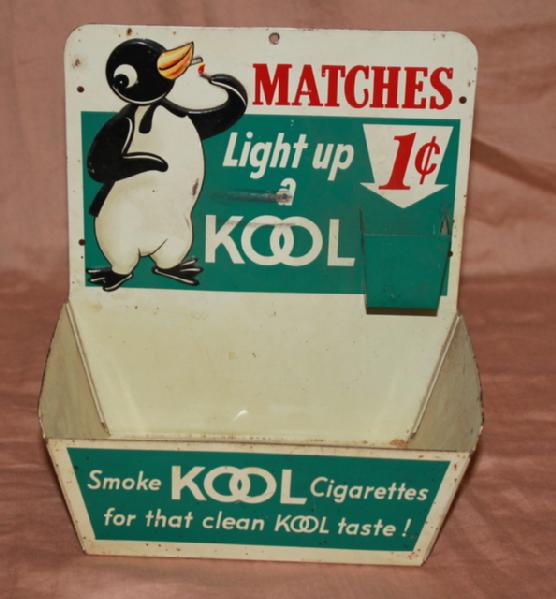 MATCHES
Light up
1¢
a
KOOL
Smoke KOOL Cigarettes
for that clean KOOL taste!